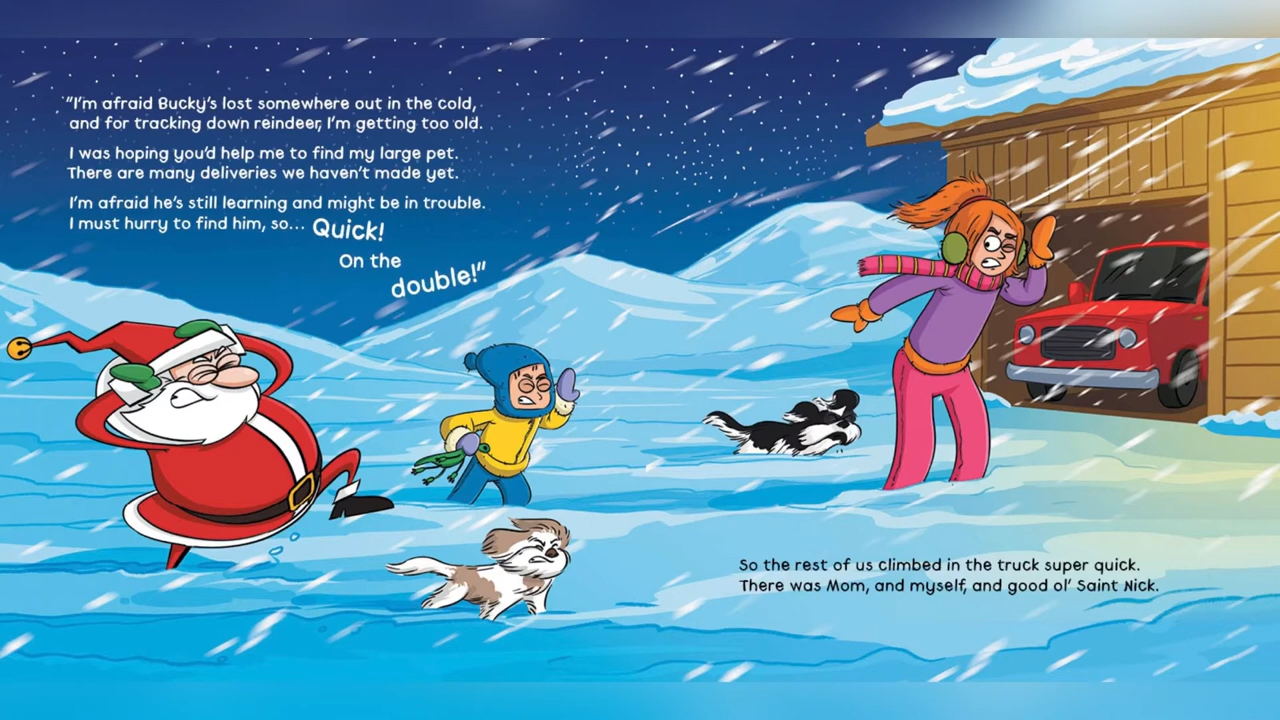 “I’m afraid Bucky’s lost somewhere out in the cold,
and for tracking down reindeer, I’m getting too old.
I was hoping you’d help me to find my large pet.
There are many deliveries we haven’t made yet.
I’m afraid he’s still learning and might be in trouble.
I must hurry to find him, so... Quick!
On the
double!”
So the rest of us climbed in the truck super quick.
There was Mom, and myself, and good ol’ Saint Nick.